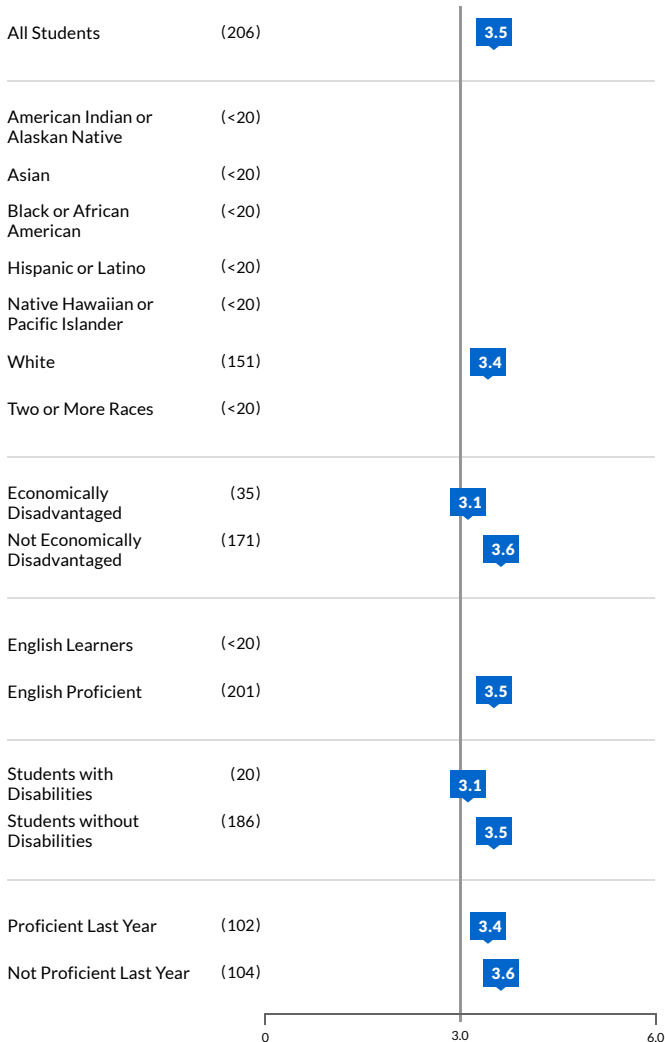 All Students (206) 3.5
American Indian or (<20)
Alaskan Native
Asian (<20)
Black or African (<20)
American
Hispanic or Latino (<20)
Native Hawaiian or (<20)
Pacific Islander
White (151) 3.4
Two or More Races (<20)
Economically (35) 3.1
Disadvantaged
Not Economically (171) 3.6
Disadvantaged
English Learners (<20)
English Proficient (201) 3.5
Students with (20) 3.1
Disabilities
Students without (186) 3.5
Disabilities
Proficient Last Year (102) 3.4
Not Proficient Last Year (104) 3.6
0 3.0 6.0